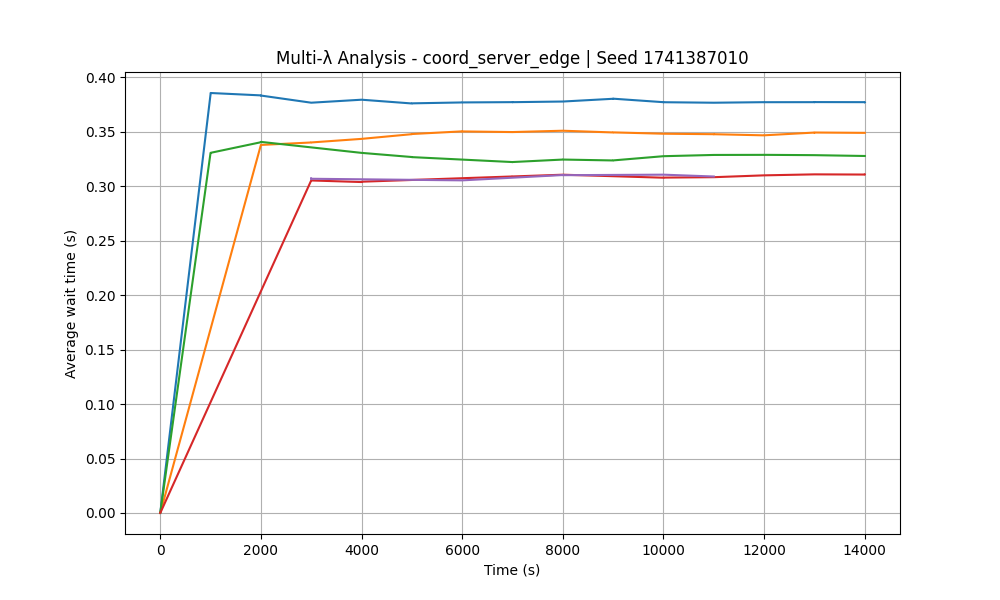 Multi-λ Analysis - coord_server_edge | Seed 1741387010
Average wait time (s)
0.40
0.35
0.30
0.25
0.20
0.15
0.10
0.05
0.00
0 2000 4000 6000 8000 10000 12000 14000
Time (s)